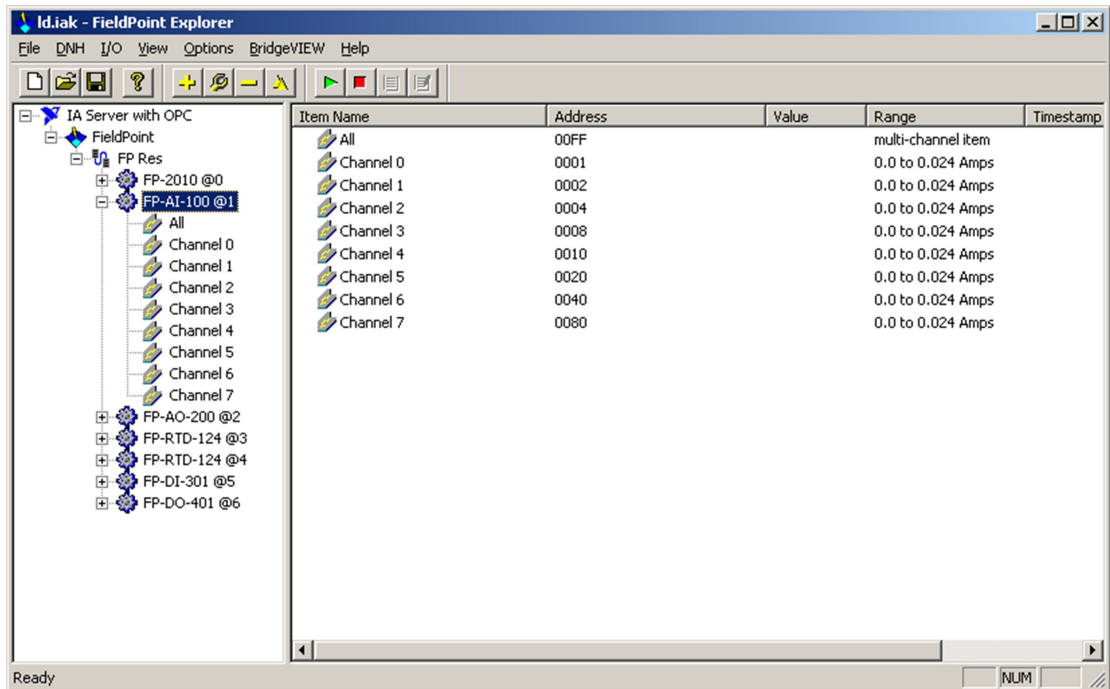 ld.iak - FieldPoint Explorer
File DNH I/O View Options BridgeVIEW Help
IA Server with OPC
FieldPoint
FP Res
FP-2010 @0
FP-AI-100 @1
All
Channel 0
Channel 1
Channel 2
Channel 3
Channel 4
Channel 5
Channel 6
Channel 7
FP-AO-200 @2
FP-RTD-124 @3
FP-RTD-124 @4
FP-DI-301 @5
FP-DO-401 @6
Item Name Address Value Range Timestamp
All 00FF multi-channel item
Channel 0 0001 0.0 to 0.024 Amps
Channel 1 0002 0.0 to 0.024 Amps
Channel 2 0004 0.0 to 0.024 Amps
Channel 3 0008 0.0 to 0.024 Amps
Channel 4 0010 0.0 to 0.024 Amps
Channel 5 0020 0.0 to 0.024 Amps
Channel 6 0040 0.0 to 0.024 Amps
Channel 7 0080 0.0 to 0.024 Amps
Ready NUM